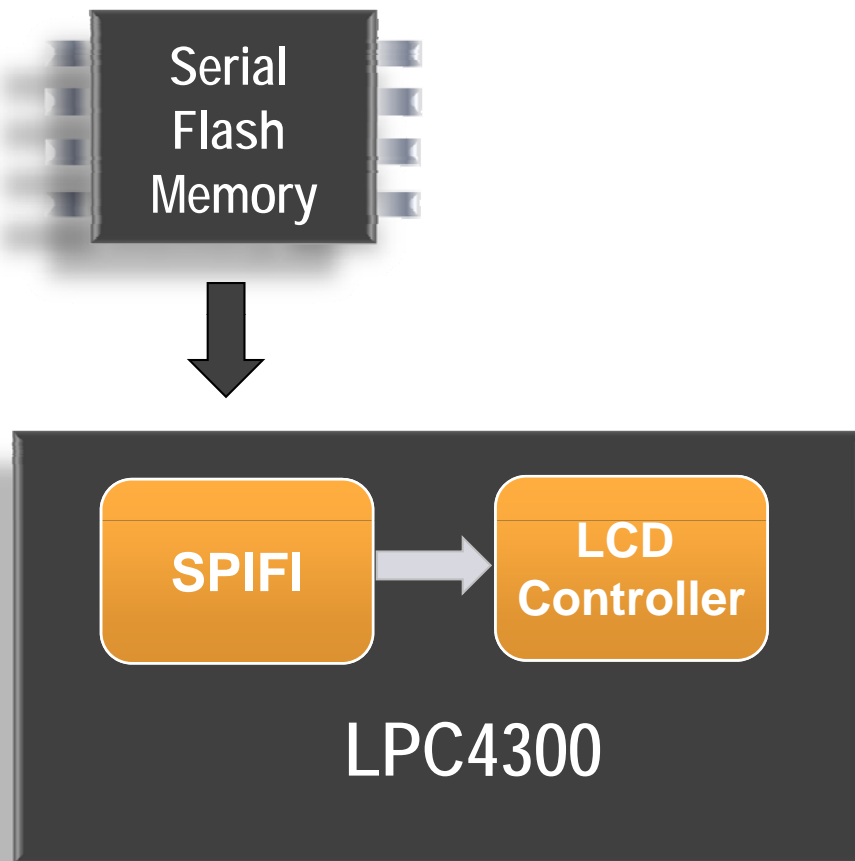 Serial
Flash
Memory
SPIFI
LCD
Controller
LPC4300